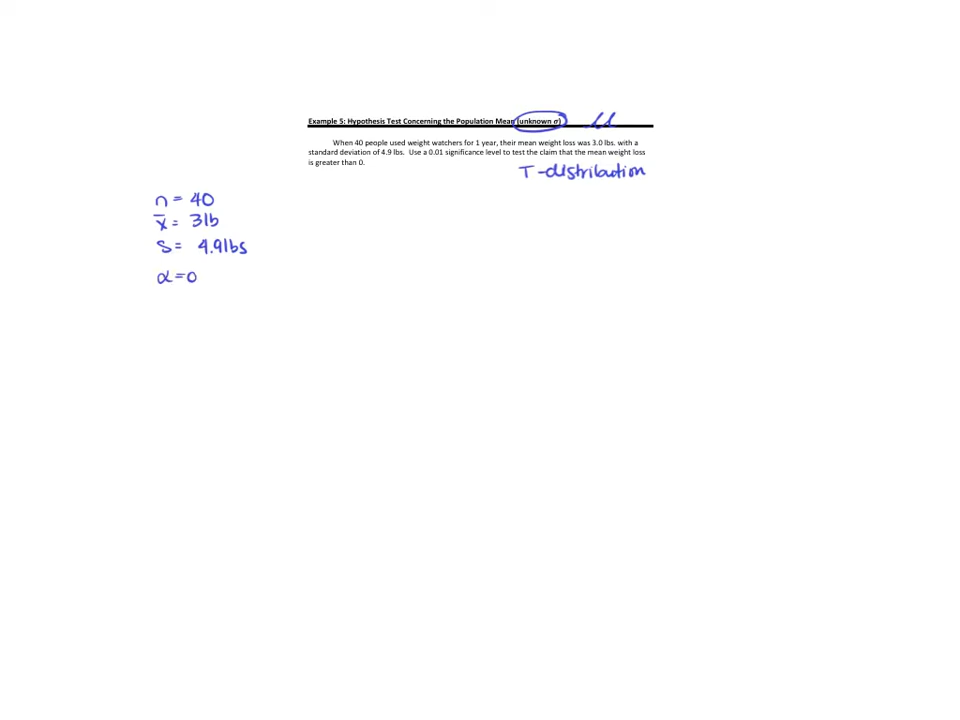 Example 5: Hypothesis Test Concerning the Population Mean (unknown σ) μ
When 40 people used weight watchers for 1 year, their mean weight loss was 3.0 lbs. with a
standard deviation of 4.9 lbs. Use a 0.01 significance level to test the claim that the mean weight loss
is greater than 0.
T-distribution
n = 40
x̄ = 3lb
S = 4.9lbs
α = 0